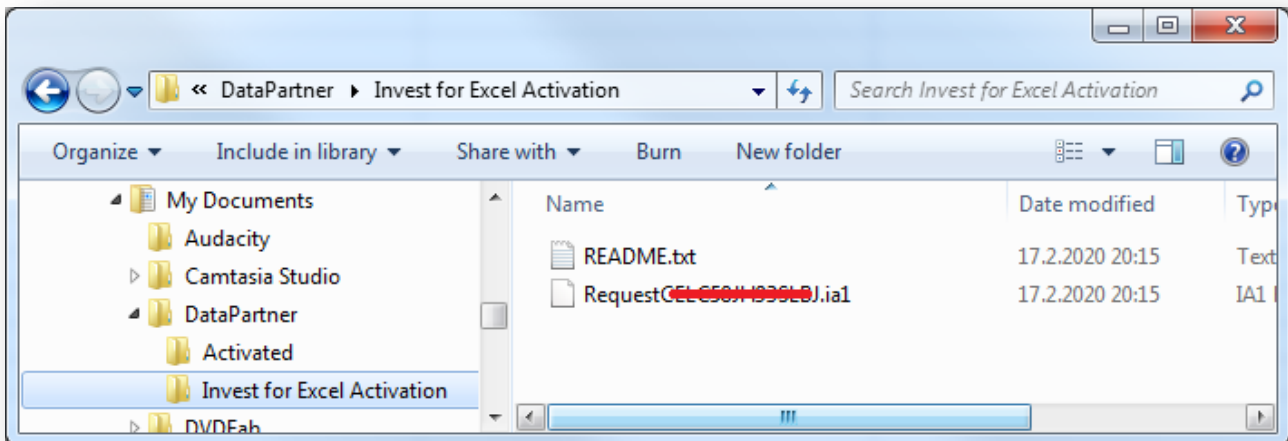 « DataPartner ▸ Invest for Excel Activation
Search Invest for Excel Activation
Organize
Include in library
Share with
Burn
New folder
My Documents
Audacity
Camtasia Studio
DataPartner
Activated
Invest for Excel Activation
DVDFab
Name
Date modified
README.txt
17.2.2020 20:15
Text
.ia1
17.2.2020 20:15
IA1